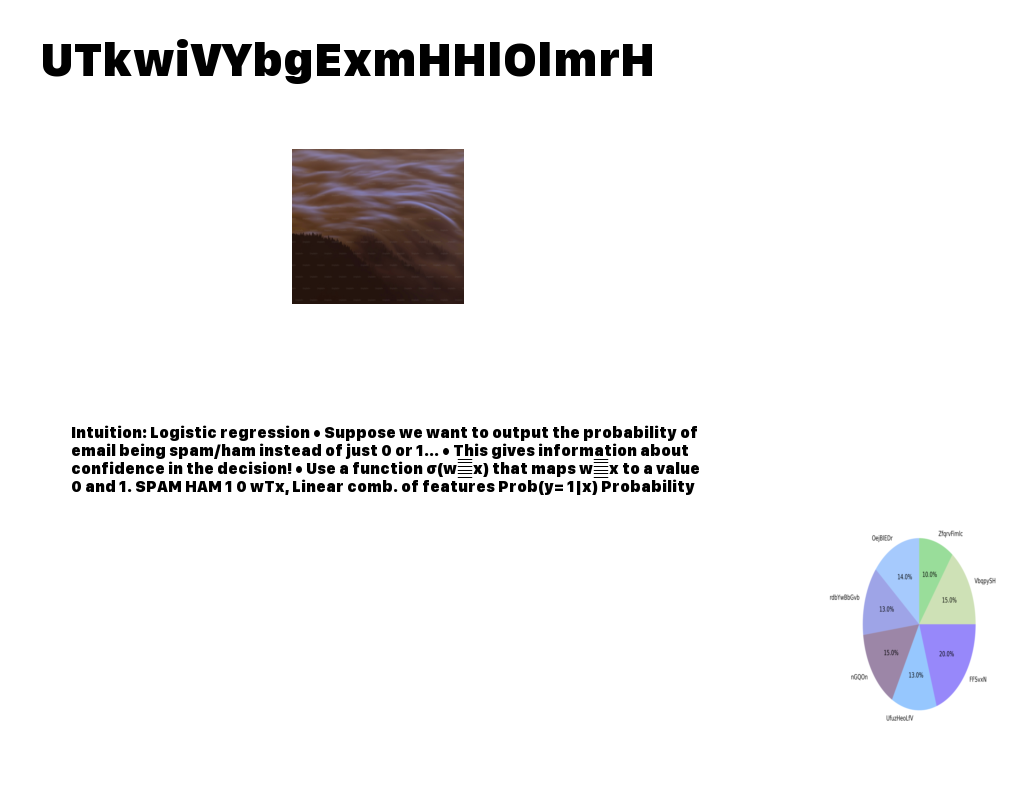 UTkwiVYbgExmHHlOlmrH
Intuition: Logistic regression • Suppose we want to output the probability of
email being spam/ham instead of just 0 or 1... • This gives information about
confidence in the decision! • Use a function σ(w x) that maps w x to a value
0 and 1. SPAM HAM 1 0 wTx, Linear comb. of features Prob(y= 1|x) Probability
ZfqrvFimIc
OejBlEDr
10.0%
14.0%
VbqpySH
rdbYwBbGvb
15.0%
13.0%
15.0%
20.0%
nGQOn
13.0%
FFSvxN
UfuzHeoLfV